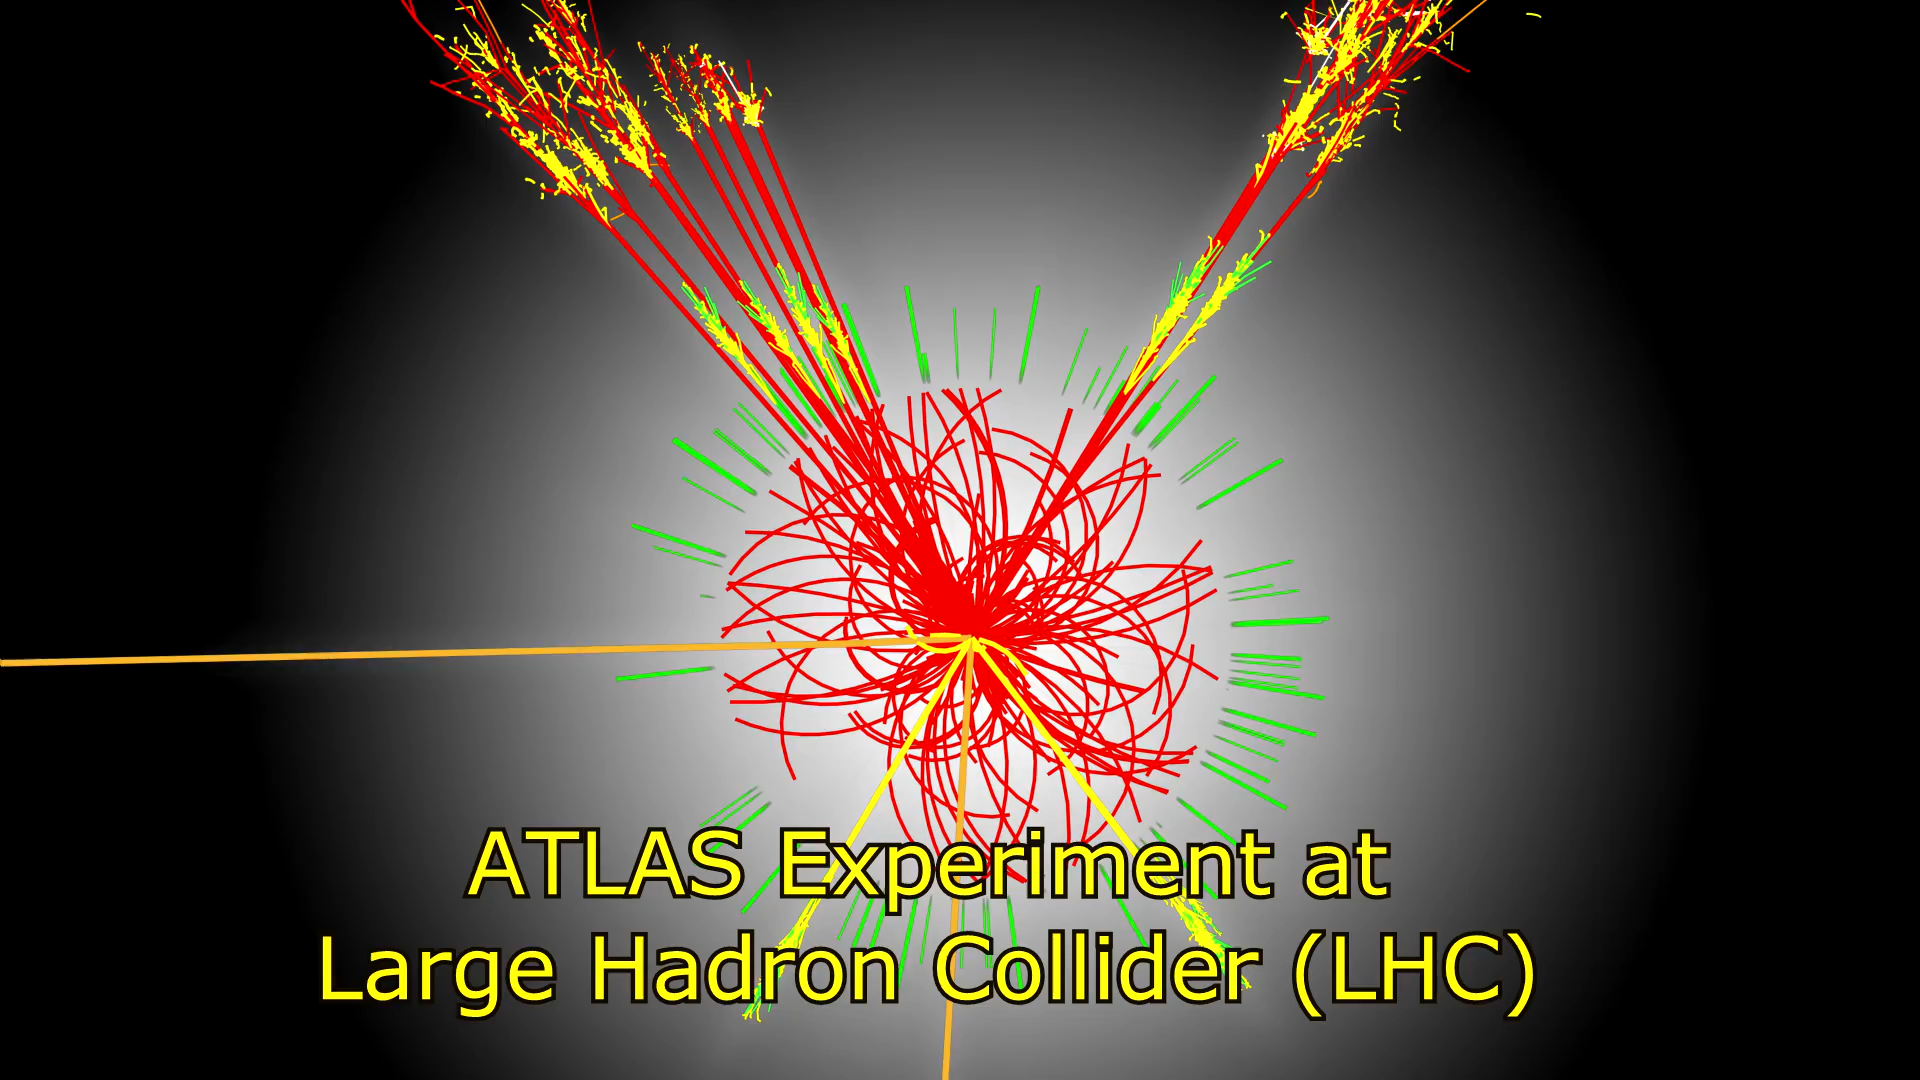 ATLAS Experiment at
Large Hadron Collider (LHC)